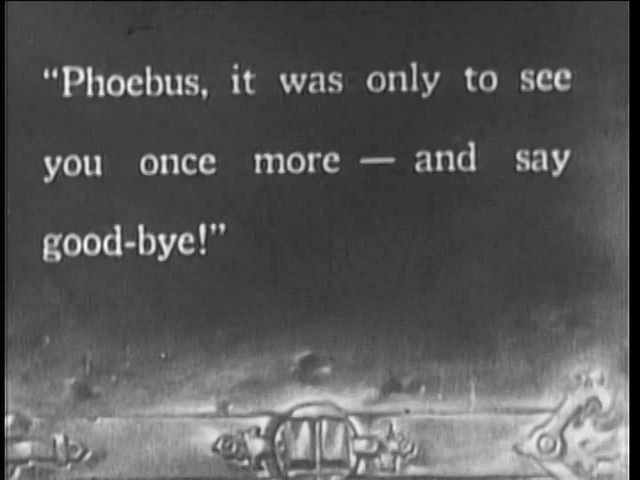 “Phoebus, it was only to see
you once more — and say
good-bye!”